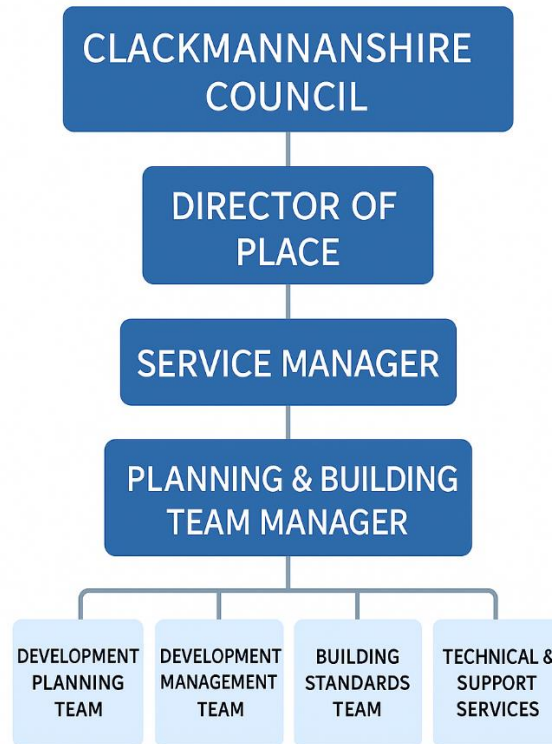 CLACKMANNANSHIRE
COUNCIL
DIRECTOR OF
PLACE
SERVICE MANAGER
PLANNING & BUILDING
TEAM MANAGER
DEVELOPMENT
PLANNING
TEAM
DEVELOPMENT
MANAGEMENT
TEAM
BUILDING
STANDARDS
TEAM
TECHNICAL &
SUPPORT
SERVICES